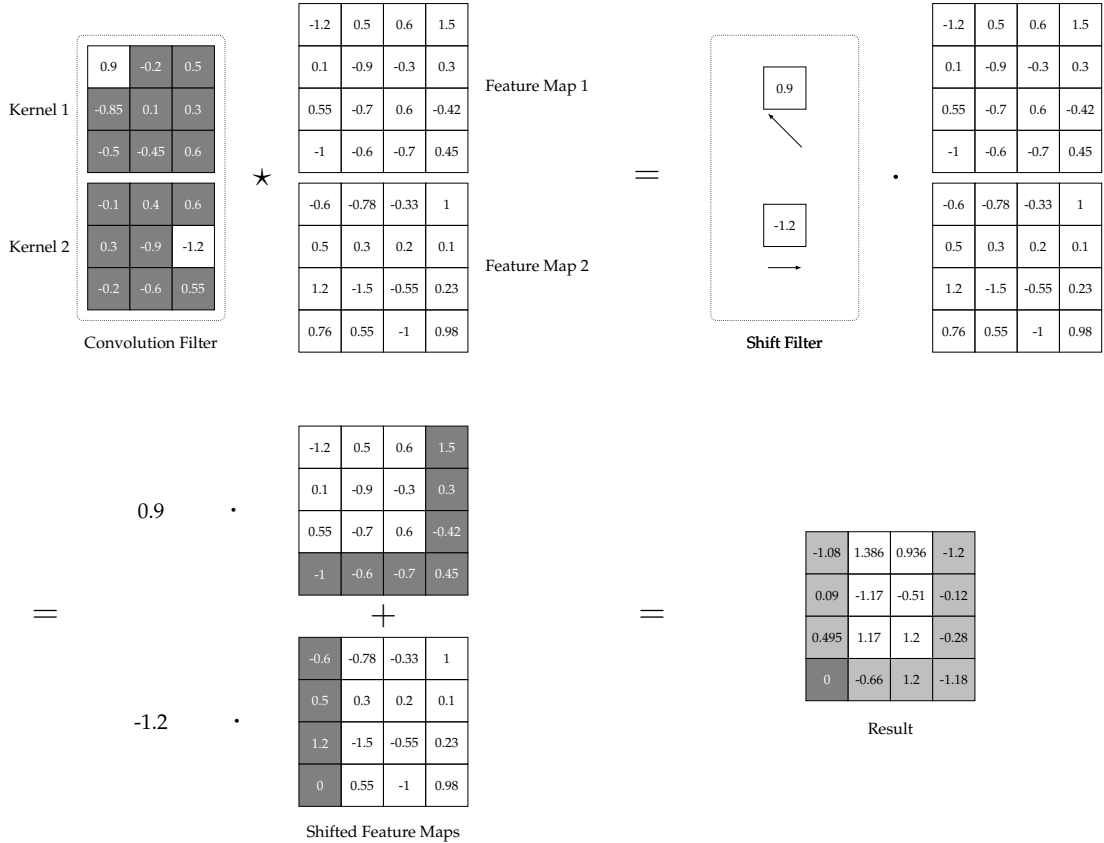 Kernel 1
0.9 -0.2 0.5
-0.85 0.1 0.3
-0.5 -0.45 0.6
Kernel 2
-0.1 0.4 0.6
0.3 -0.9 -1.2
-0.2 -0.6 0.55
Convolution Filter
⋆
-1.2 0.5 0.6 1.5
0.1 -0.9 -0.3 0.3
0.55 -0.7 0.6 -0.42
-1 -0.6 -0.7 0.45
Feature Map 1
-0.6 -0.78 -0.33 1
0.5 0.3 0.2 0.1
1.2 -1.5 -0.55 0.23
0.76 0.55 -1 0.98
Feature Map 2
=
0.9
-1.2
Shift Filter
·
-1.2 0.5 0.6 1.5
0.1 -0.9 -0.3 0.3
0.55 -0.7 0.6 -0.42
-1 -0.6 -0.7 0.45
-0.6 -0.78 -0.33 1
0.5 0.3 0.2 0.1
1.2 -1.5 -0.55 0.23
0.76 0.55 -1 0.98
=
0.9 ·
-1.2 0.5 0.6 1.5
0.1 -0.9 -0.3 0.3
0.55 -0.7 0.6 -0.42
-1 -0.6 -0.7 0.45
+
-1.2 ·
-0.6 -0.78 -0.33 1
0.5 0.3 0.2 0.1
1.2 -1.5 -0.55 0.23
0 0.55 -1 0.98
Shifted Feature Maps
=
-1.08 1.386 0.936 -1.2
0.09 -1.17 -0.51 -0.12
0.495 1.17 1.2 -0.28
0 -0.66 1.2 -1.18
Result